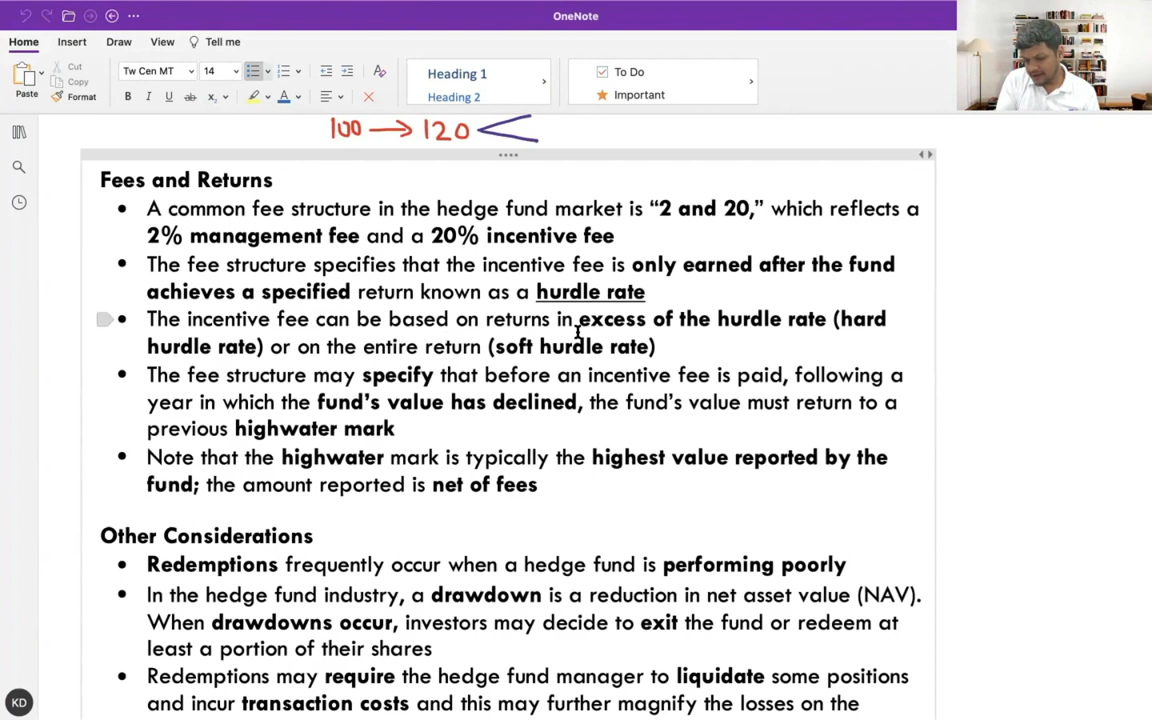 OneNote
Home Insert Draw View Tell me
Paste
Cut
Copy
Format
Tw Cen MT 14
B I U ab x₂ A
Heading 1
Heading 2
To Do
Important
100 → 120
Fees and Returns
• A common fee structure in the hedge fund market is “2 and 20,” which reflects a
2% management fee and a 20% incentive fee
• The fee structure specifies that the incentive fee is only earned after the fund
achieves a specified return known as a hurdle rate
• The incentive fee can be based on returns in excess of the hurdle rate (hard
hurdle rate) or on the entire return (soft hurdle rate)
• The fee structure may specify that before an incentive fee is paid, following a
year in which the fund’s value has declined, the fund’s value must return to a
previous highwater mark
• Note that the highwater mark is typically the highest value reported by the
fund; the amount reported is net of fees
Other Considerations
• Redemptions frequently occur when a hedge fund is performing poorly
• In the hedge fund industry, a drawdown is a reduction in net asset value (NAV).
When drawdowns occur, investors may decide to exit the fund or redeem at
least a portion of their shares
• Redemptions may require the hedge fund manager to liquidate some positions
and incur transaction costs and this may further magnify the losses on the
KD